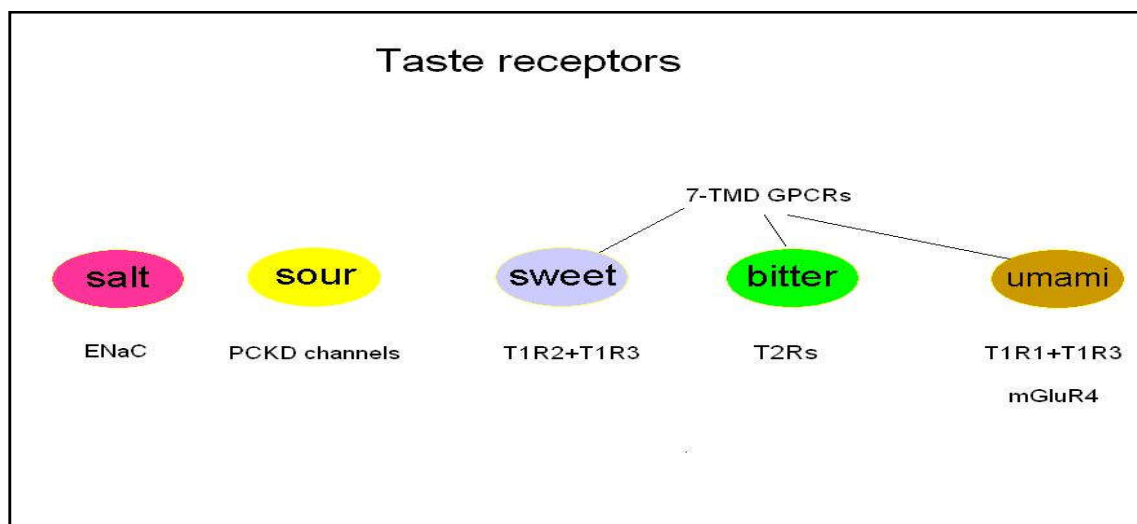 Taste receptors
7-TMD GPCRs
salt sour sweet bitter umami
ENaC PCKD channels T1R2+T1R3 T2Rs T1R1+T1R3
mGluR4